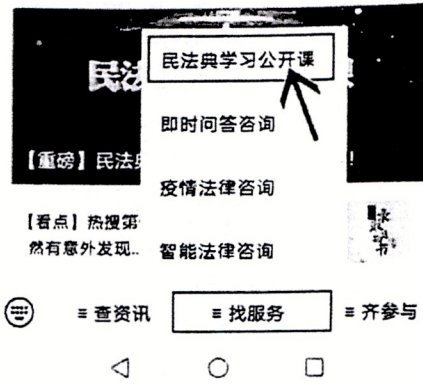 民法
民法典学习公开课
即时问答咨询
【重磅】民法
疫情法律咨询
【看点】热搜第
然有意外发现..
智能法律咨询
≡ 查资讯
≡ 找服务
≡ 齐参与